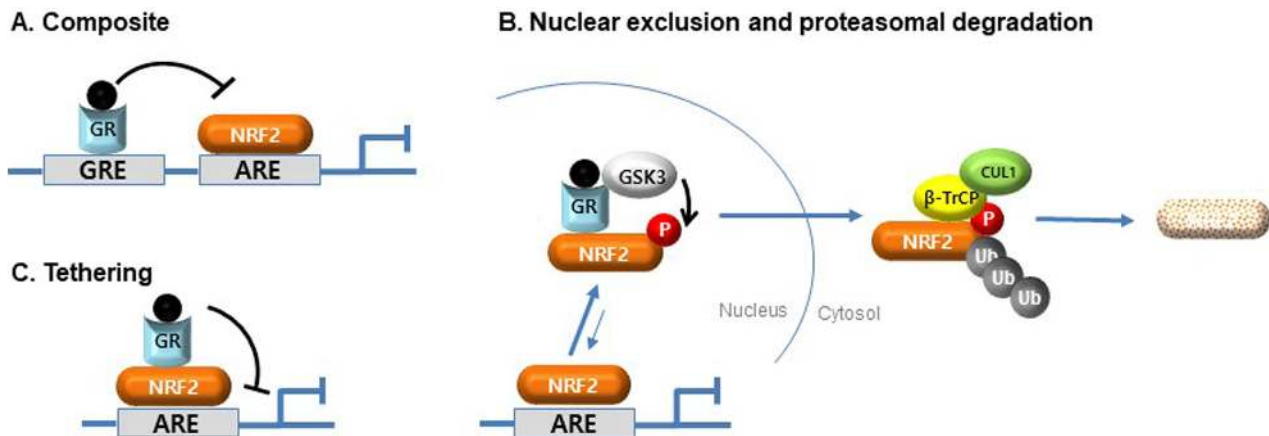 A. Composite
GR
NRF2
GRE
ARE
B. Nuclear exclusion and proteasomal degradation
GSK3
GR
P
NRF2
CUL1
β-TrCP
P
NRF2
Ub
Ub
Ub
Nucleus
Cytosol
NRF2
ARE
C. Tethering
GR
NRF2
ARE